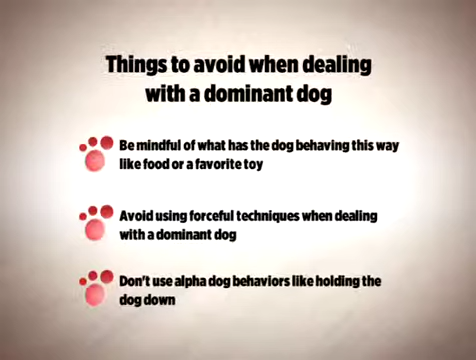 Things to avoid when dealing
with a dominant dog
Be mindful of what has the dog behaving this way
like food or a favorite toy
Avoid using forceful techniques when dealing
with a dominant dog
Don't use alpha dog behaviors like holding the
dog down